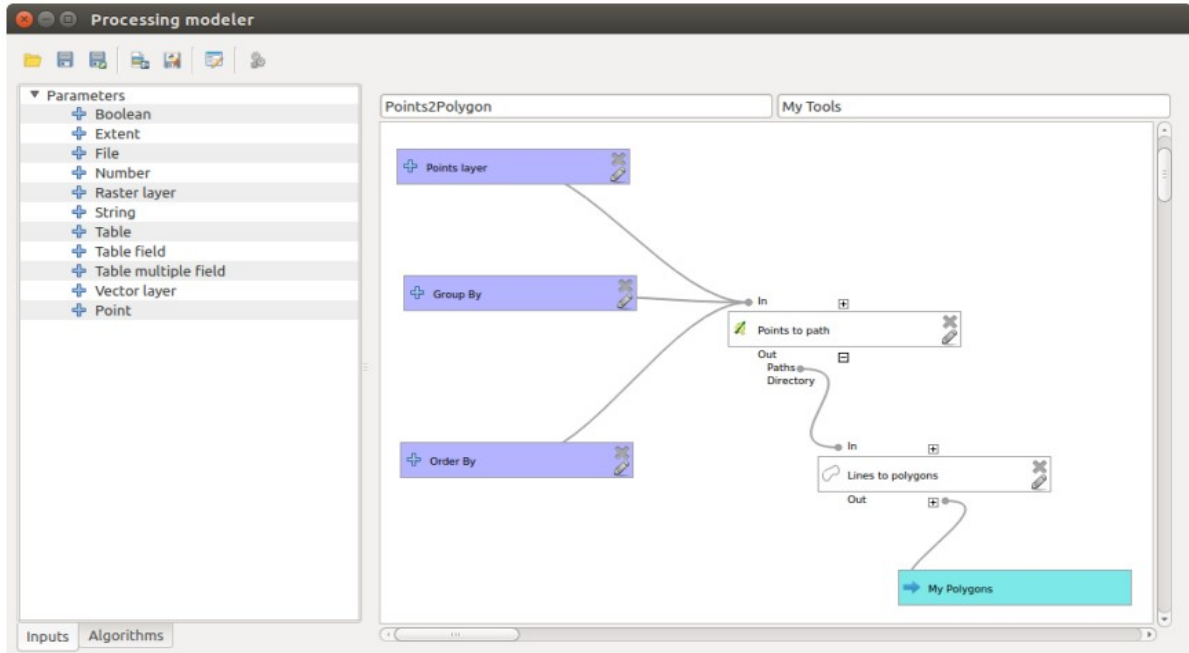 Processing modeler
Parameters
Boolean
Extent
File
Number
Raster layer
String
Table
Table field
Table multiple field
Vector layer
Point
Inputs
Algorithms
Points2Polygon
My Tools
Points layer
Group By
Order By
In
Points to path
Out
Paths
Directory
In
Lines to polygons
Out
My Polygons